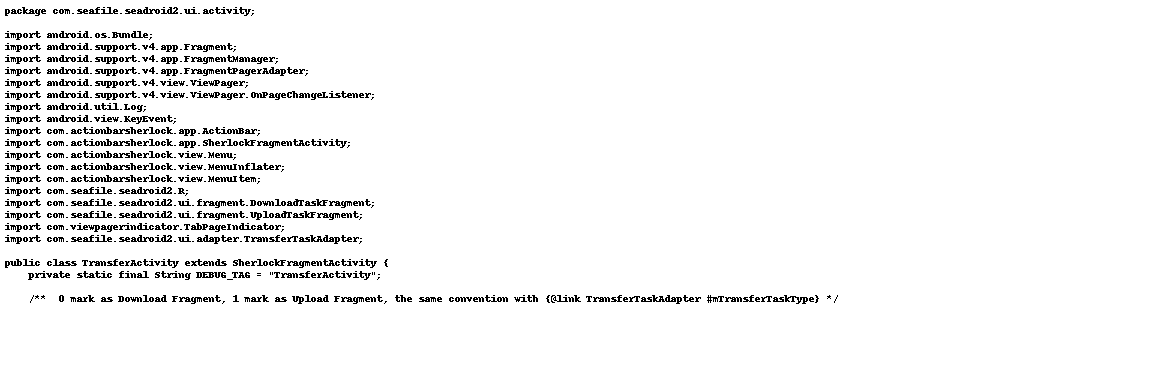 package com.seafile.seadroid2.ui.activity;
import android.os.Bundle;
import android.support.v4.app.Fragment;
import android.support.v4.app.FragmentManager;
import android.support.v4.app.FragmentPagerAdapter;
import android.support.v4.view.ViewPager;
import android.support.v4.view.ViewPager.OnPageChangeListener;
import android.util.Log;
import android.view.KeyEvent;
import com.actionbarsherlock.app.ActionBar;
import com.actionbarsherlock.app.SherlockFragmentActivity;
import com.actionbarsherlock.view.Menu;
import com.actionbarsherlock.view.MenuInflater;
import com.actionbarsherlock.view.MenuItem;
import com.seafile.seadroid2.R;
import com.seafile.seadroid2.ui.fragment.DownloadTaskFragment;
import com.seafile.seadroid2.ui.fragment.UploadTaskFragment;
import com.viewpagerindicator.TabPageIndicator;
import com.seafile.seadroid2.ui.adapter.TransferTaskAdapter;
public class TransferActivity extends SherlockFragmentActivity {
    private static final String DEBUG_TAG = "TransferActivity";
    /**  0 mark as Download Fragment, 1 mark as Upload Fragment, the same convention with {@link TransferTaskAdapter #mTransferTaskType} */